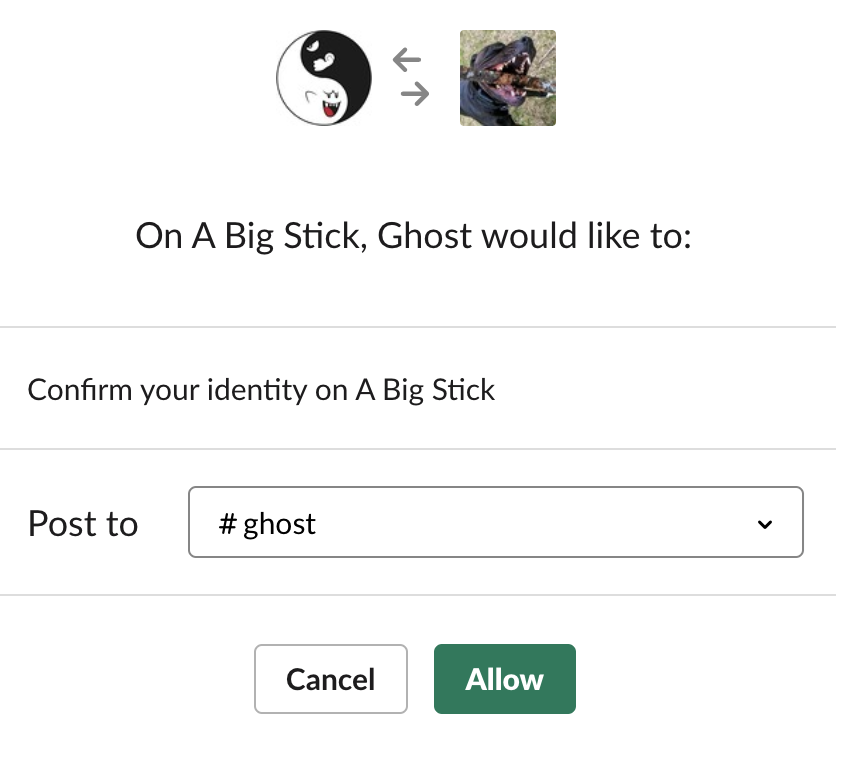 On A Big Stick, Ghost would like to:
Confirm your identity on A Big Stick
Post to
# ghost
Cancel
Allow